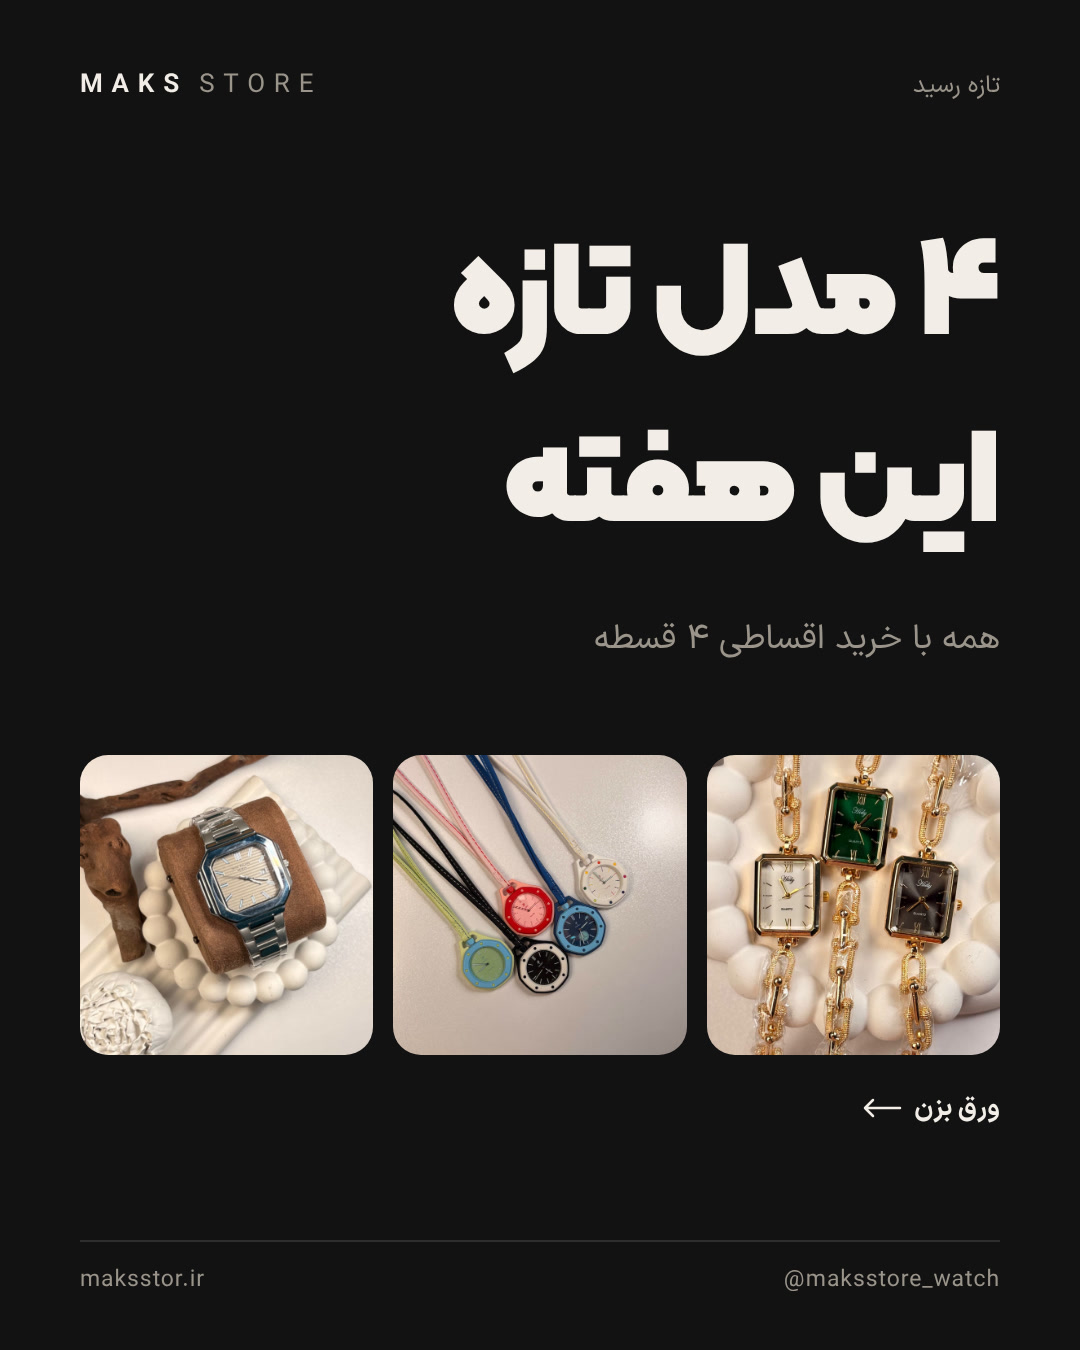 MAKS STORE
تازه رسید
۴ مدل تازه
این هفته
همه با خرید اقساطی ۴ قسطه
ورق بزن ←
maksstor.ir
@maksstore_watch